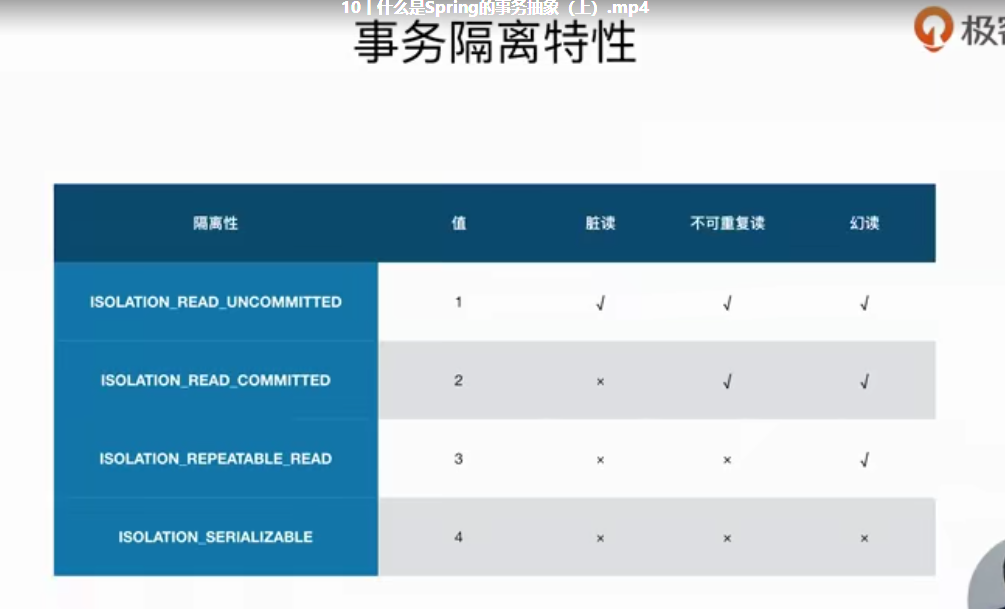 10 | 什么是Spring的事务抽象（上）.mp4
事务隔离特性
极客
隔离性 值 脏读 不可重复读 幻读
ISOLATION_READ_UNCOMMITTED 1 √ √ √
ISOLATION_READ_COMMITTED 2 × √ √
ISOLATION_REPEATABLE_READ 3 × × √
ISOLATION_SERIALIZABLE 4 × × ×